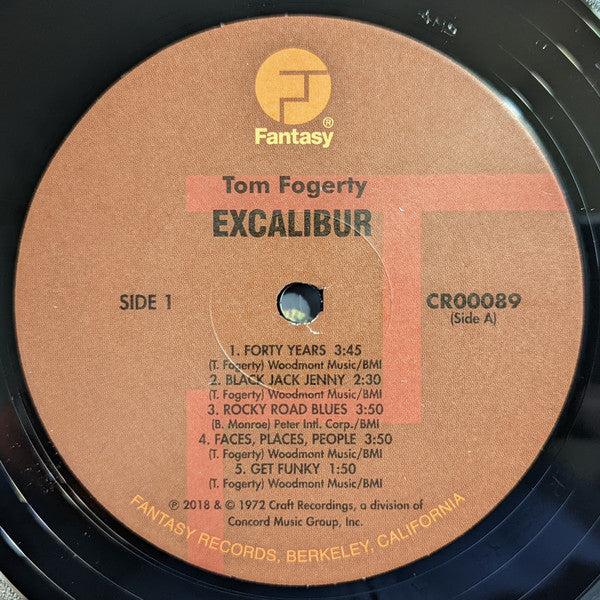 Fantasy®
Tom Fogerty
EXCALIBUR
SIDE 1
CR00089
(Side A)
1. FORTY YEARS 3:45
(T. Fogerty) Woodmont Music/BMI
2. BLACK JACK JENNY 2:30
(T. Fogerty) Woodmont Music/BMI
3. ROCKY ROAD BLUES 3:50
(B. Monroe) Peter Intl. Corp./BMI
4. FACES, PLACES, PEOPLE 3:50
(T. Fogerty) Woodmont Music/BMI
5. GET FUNKY 1:50
(T. Fogerty) Woodmont Music/BMI
℗ 2018 & © 1972 Craft Recordings, a division of
Concord Music Group, Inc.
FANTASY RECORDS, BERKELEY, CALIFORNIA